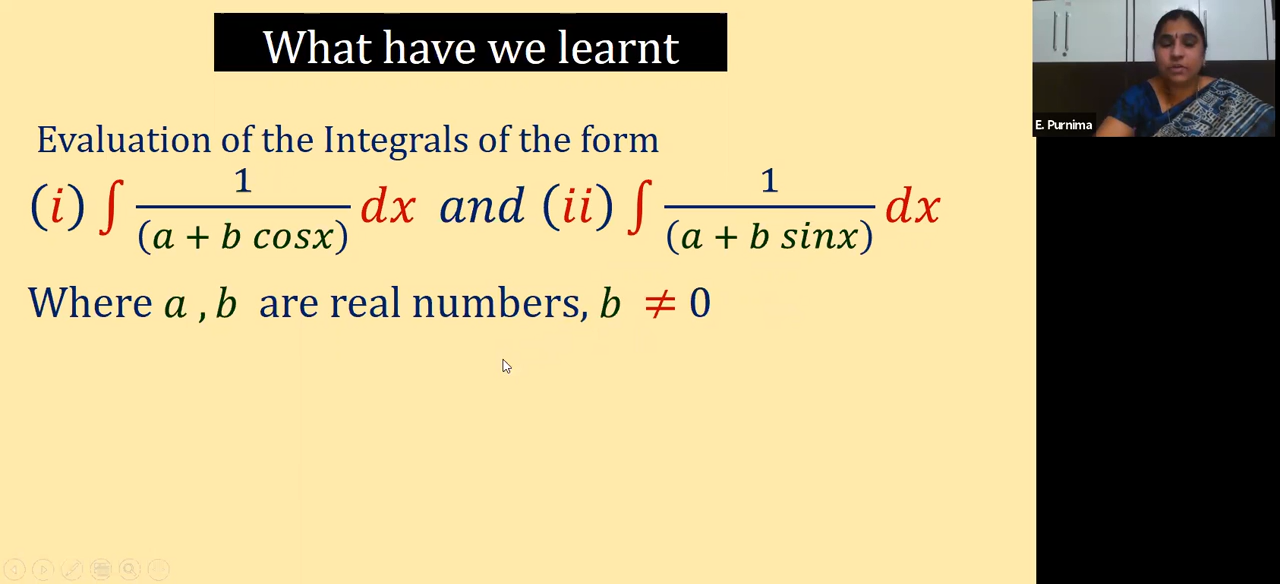 What have we learnt
E. Purnima
Evaluation of the Integrals of the form
(i) ∫ 1/(a + b cosx) dx and (ii) ∫ 1/(a + b sinx) dx
Where a , b are real numbers, b ≠ 0